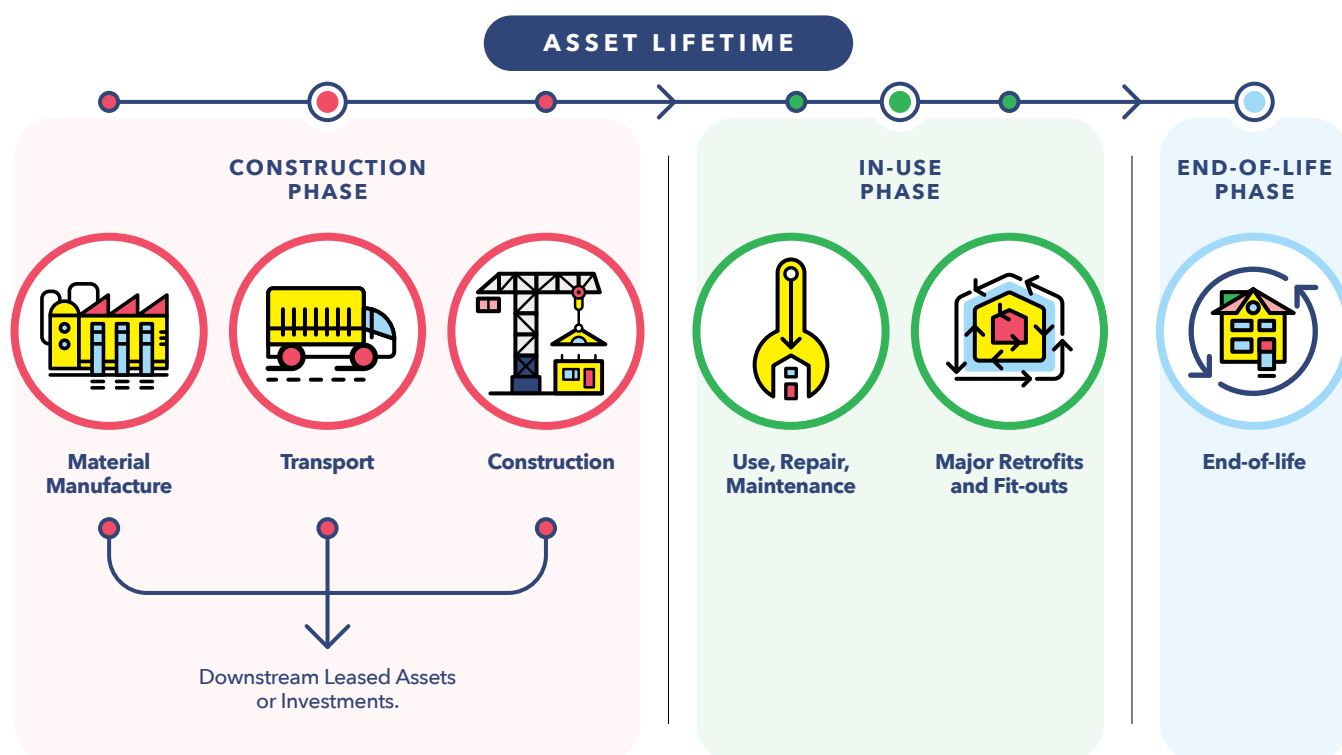 ASSET LIFETIME
CONSTRUCTION
PHASE
IN-USE
PHASE
END-OF-LIFE
PHASE
Material
Manufacture
Transport
Construction
Use, Repair,
Maintenance
Major Retrofits
and Fit-outs
End-of-life
Downstream Leased Assets
or Investments.